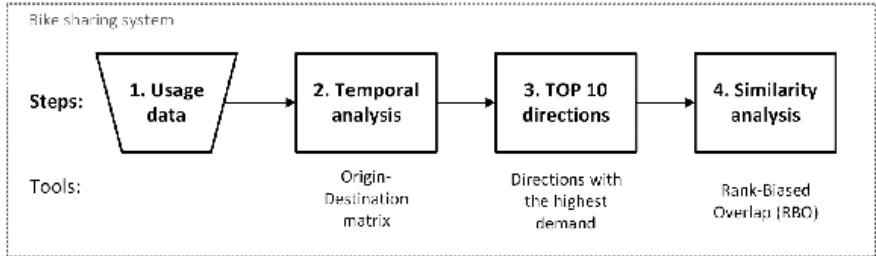 Bike sharing system
Steps:
1. Usage
data
2. Temporal
analysis
3. TOP 10
directions
4. Similarity
analysis
Tools:
Origin-
Destination
matrix
Directions with
the highest
demand
Rank-Biased
Overlap (RBO)